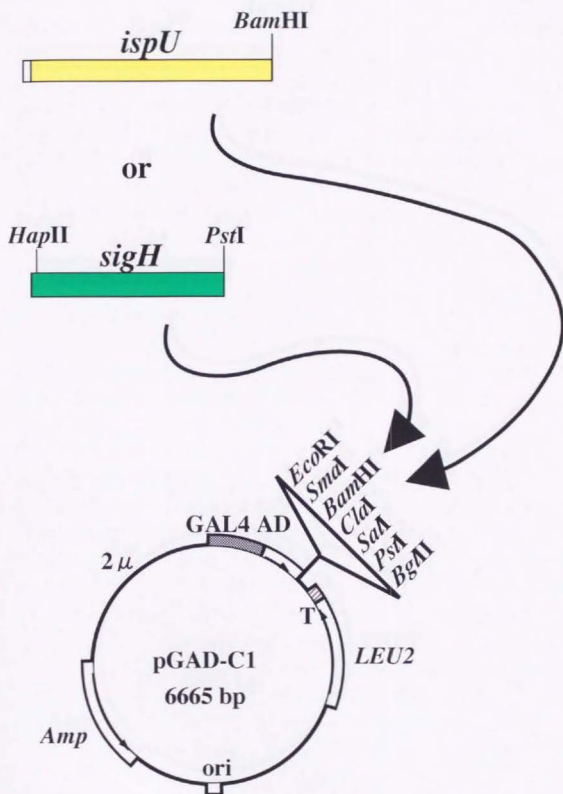 BamHI
ispU
or
HapII
PstI
sigH
EcoRI
SmaI
BamHI
ClaI
SalI
PstI
BglII
GAL4 AD
2μ
T
LEU2
pGAD-C1
6665 bp
Amp
ori